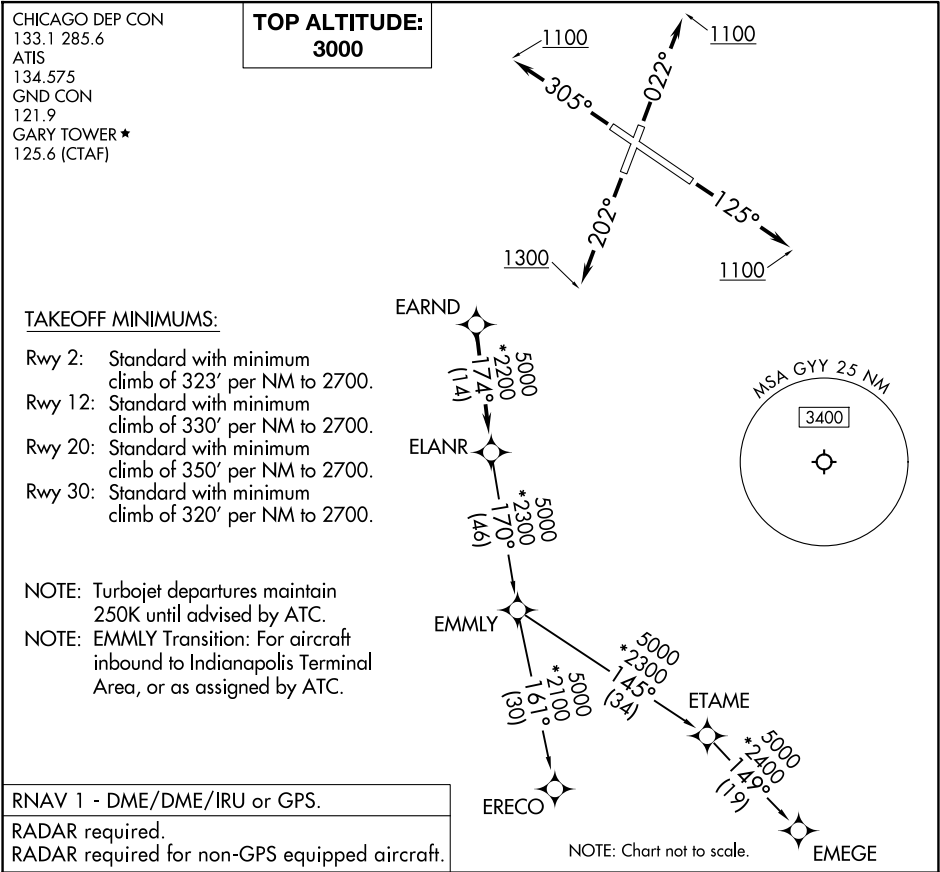 CHICAGO DEP CON
133.1 285.6
ATIS
134.575
GND CON
121.9
GARY TOWER ★
125.6 (CTAF)
TOP ALTITUDE:
3000
1100
1100
305°
022°
202°
125°
1300
1100
TAKEOFF MINIMUMS:
Rwy 2: Standard with minimum
climb of 323' per NM to 2700.
Rwy 12: Standard with minimum
climb of 330' per NM to 2700.
Rwy 20: Standard with minimum
climb of 350' per NM to 2700.
Rwy 30: Standard with minimum
climb of 320' per NM to 2700.
NOTE: Turbojet departures maintain
250K until advised by ATC.
NOTE: EMMLY Transition: For aircraft
inbound to Indianapolis Terminal
Area, or as assigned by ATC.
EARND
5000
*2200
174°
(14)
ELANR
5000
*2300
170°
(46)
EMMLY
5000
*2100
161°
(30)
ERECO
5000
*2300
145°
(34)
ETAME
5000
*2400
149°
(19)
EMEGE
MSA GYY 25 NM
3400
RNAV 1 - DME/DME/IRU or GPS.
RADAR required.
RADAR required for non-GPS equipped aircraft.
NOTE: Chart not to scale.